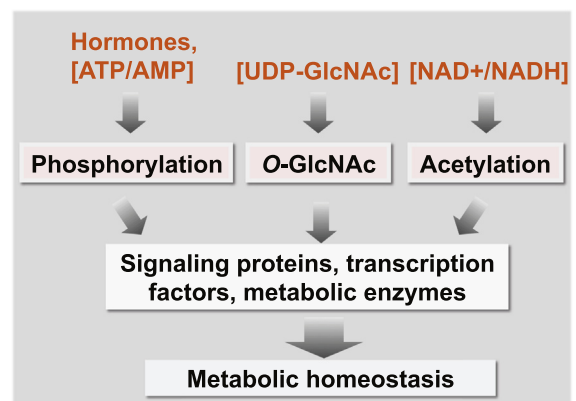 Hormones,
[ATP/AMP]
[UDP-GlcNAc]
[NAD+/NADH]
Phosphorylation
O-GlcNAc
Acetylation
Signaling proteins, transcription
factors, metabolic enzymes
Metabolic homeostasis